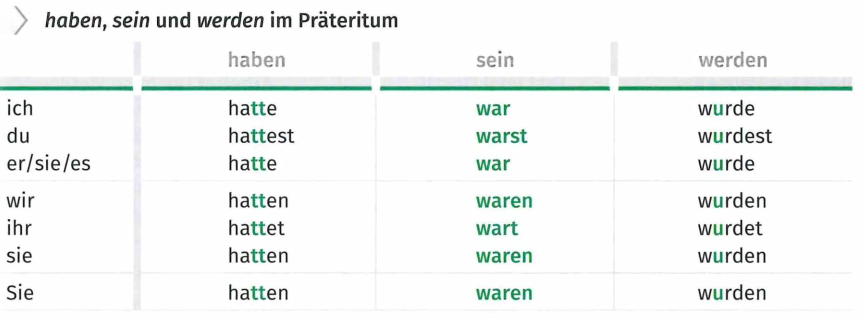 haben, sein und werden im Präteritum
haben sein werden
ich hatte war wurde
du hattest warst wurdest
er/sie/es hatte war wurde
wir hatten waren wurden
ihr hattet wart wurdet
sie hatten waren wurden
Sie hatten waren wurden